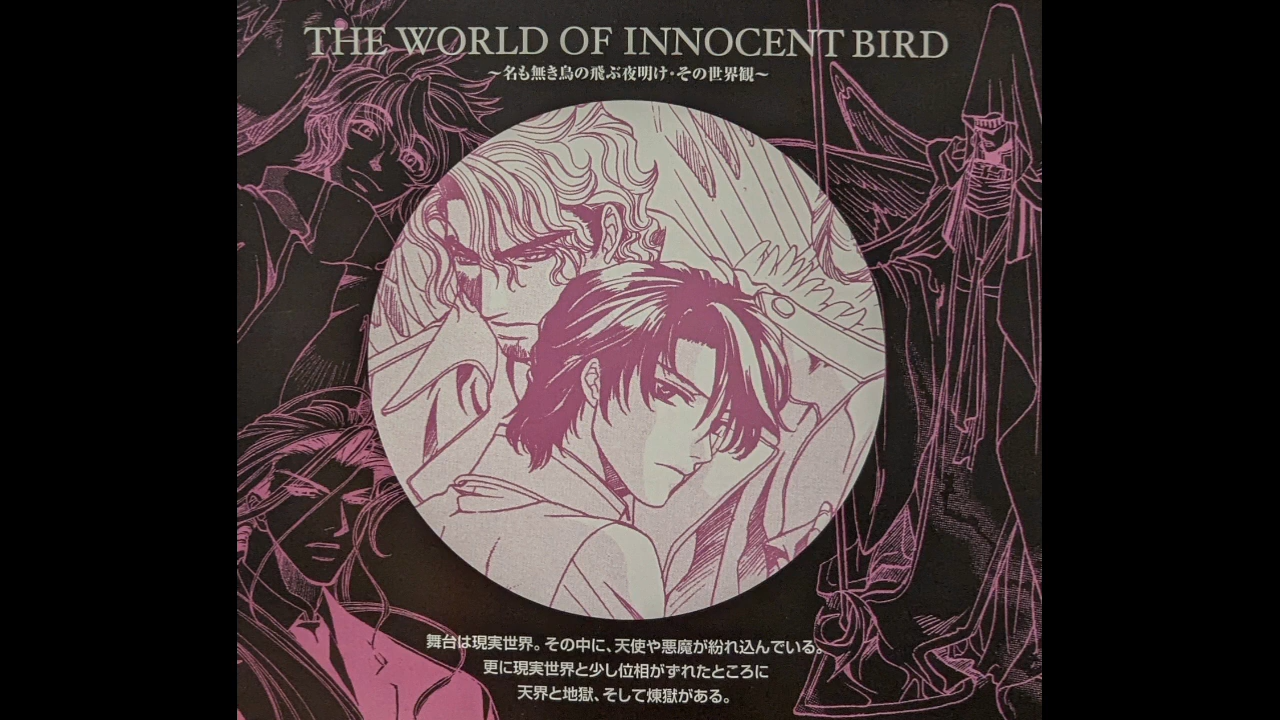 THE WORLD OF INNOCENT BIRD
～名も無き鳥の飛ぶ夜明け・その世界観～
舞台は現実世界。その中に、天使や悪魔が紛れ込んでいる。
更に現実世界と少し位相がずれたところに
天界と地獄、そして煉獄がある。